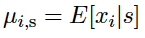 μ_{i,s} = E[x_i|s]